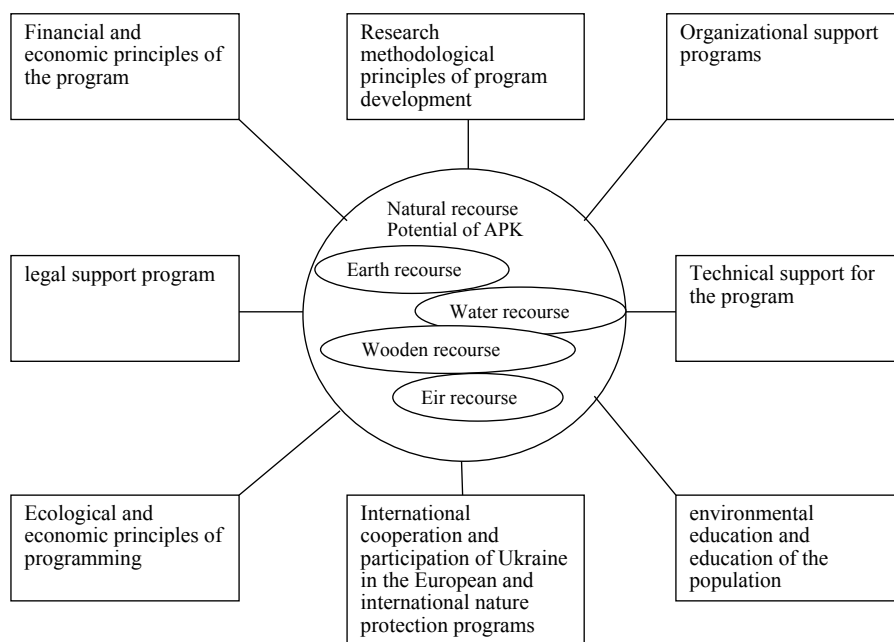 Financial and
economic principles of
the program
Research
methodological
principles of program
development
Organizational support
programs
Natural recourse
Potential of APK
legal support program
Earth recourse
Water recourse
Wooden recourse
Eir recourse
Technical support for
the program
Ecological and
economic principles of
programming
International
cooperation and
participation of Ukraine
in the European and
international nature
protection programs
environmental
education and
education of the
population